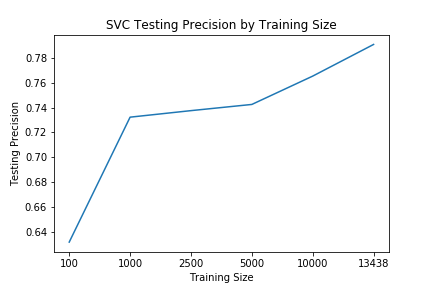 SVC Testing Precision by Training Size
0.78
0.76
0.74
0.72
0.70
0.68
0.66
0.64
Testing Precision
100 1000 2500 5000 10000 13438
Training Size